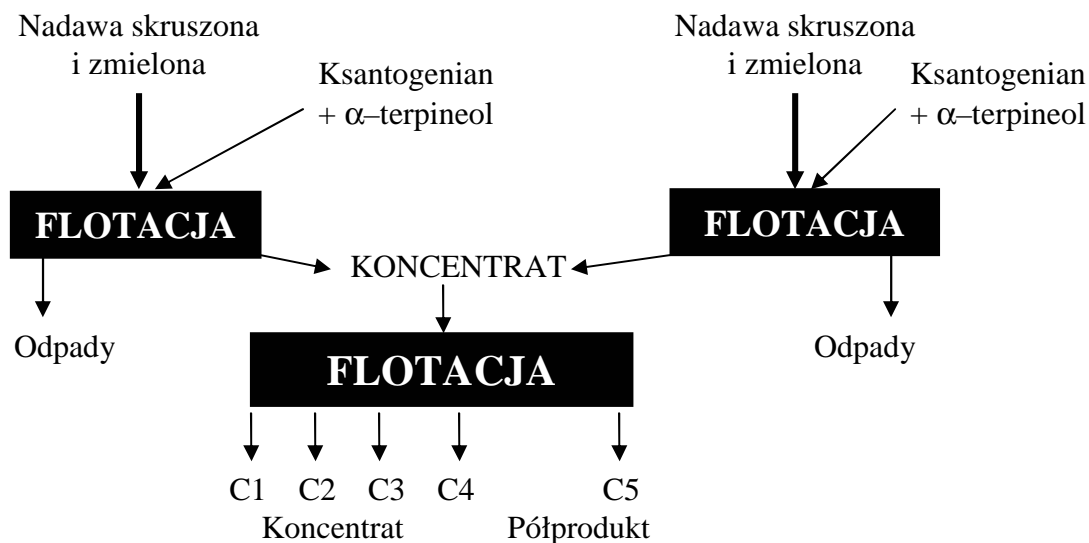 Nadawa skruszona
i zmielona
Ksantogenian
+ α–terpineol
Nadawa skruszona
i zmielona
Ksantogenian
+ α–terpineol
FLOTACJA
FLOTACJA
KONCENTRAT
Odpady
Odpady
FLOTACJA
C1 C2 C3 C4 C5
Koncentrat Półprodukt